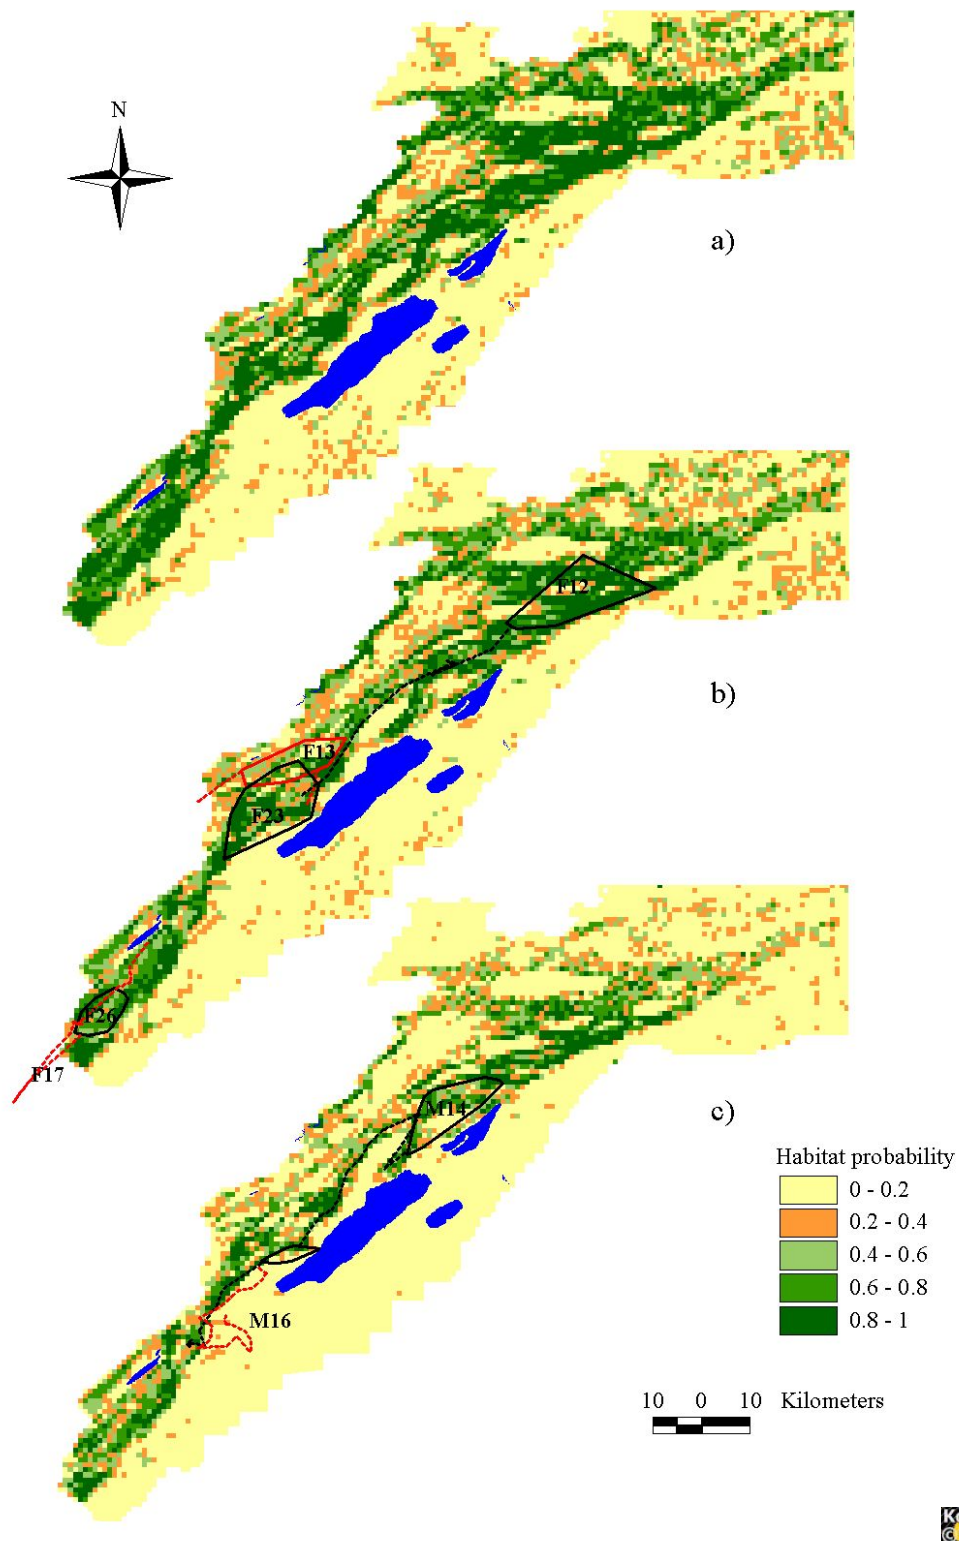 N
a)
F12
b)
F13
F23
F26
F17
M14
c)
Habitat probability
0 - 0.2
0.2 - 0.4
0.4 - 0.6
0.6 - 0.8
0.8 - 1
M16
10 0 10 Kilometers